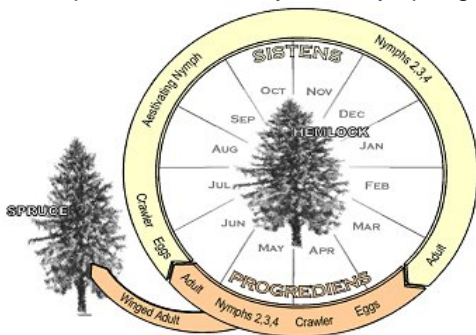 SISTENS
Nymphs 2,3,4
Adult
Eggs
Crawler
Nymphs 2,3,4
Adult
PROGREDIENS
Winged Adult
Eggs
Crawler
Aestivating Nymph
OCT
NOV
DEC
JAN
FEB
MAR
APR
MAY
JUN
JUL
AUG
SEP
HEMLOCK
SPRUCE